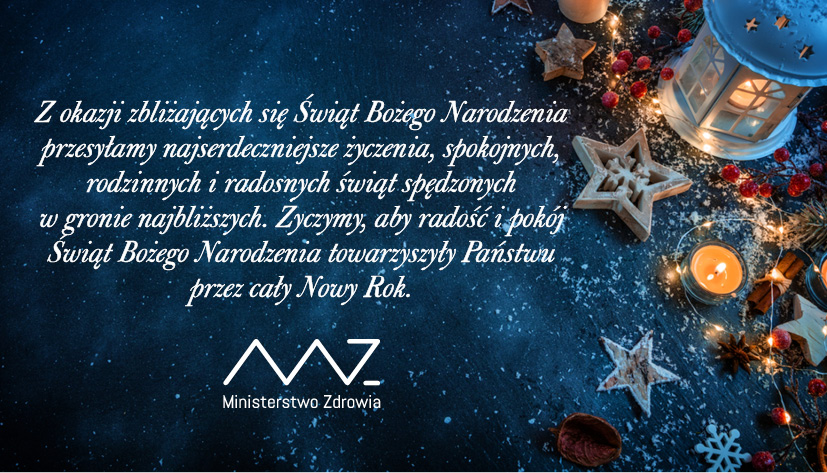 Z okazji zbliżających się Świąt Bożego Narodzenia
przesyłamy najserdeczniejsze życzenia, spokojnych,
rodzinnych i radosnych świąt spędzonych
w gronie najbliższych. Życzymy, aby radość i pokój
Świąt Bożego Narodzenia towarzyszyły Państwu
przez cały Nowy Rok.
MZ
Ministerstwo Zdrowia